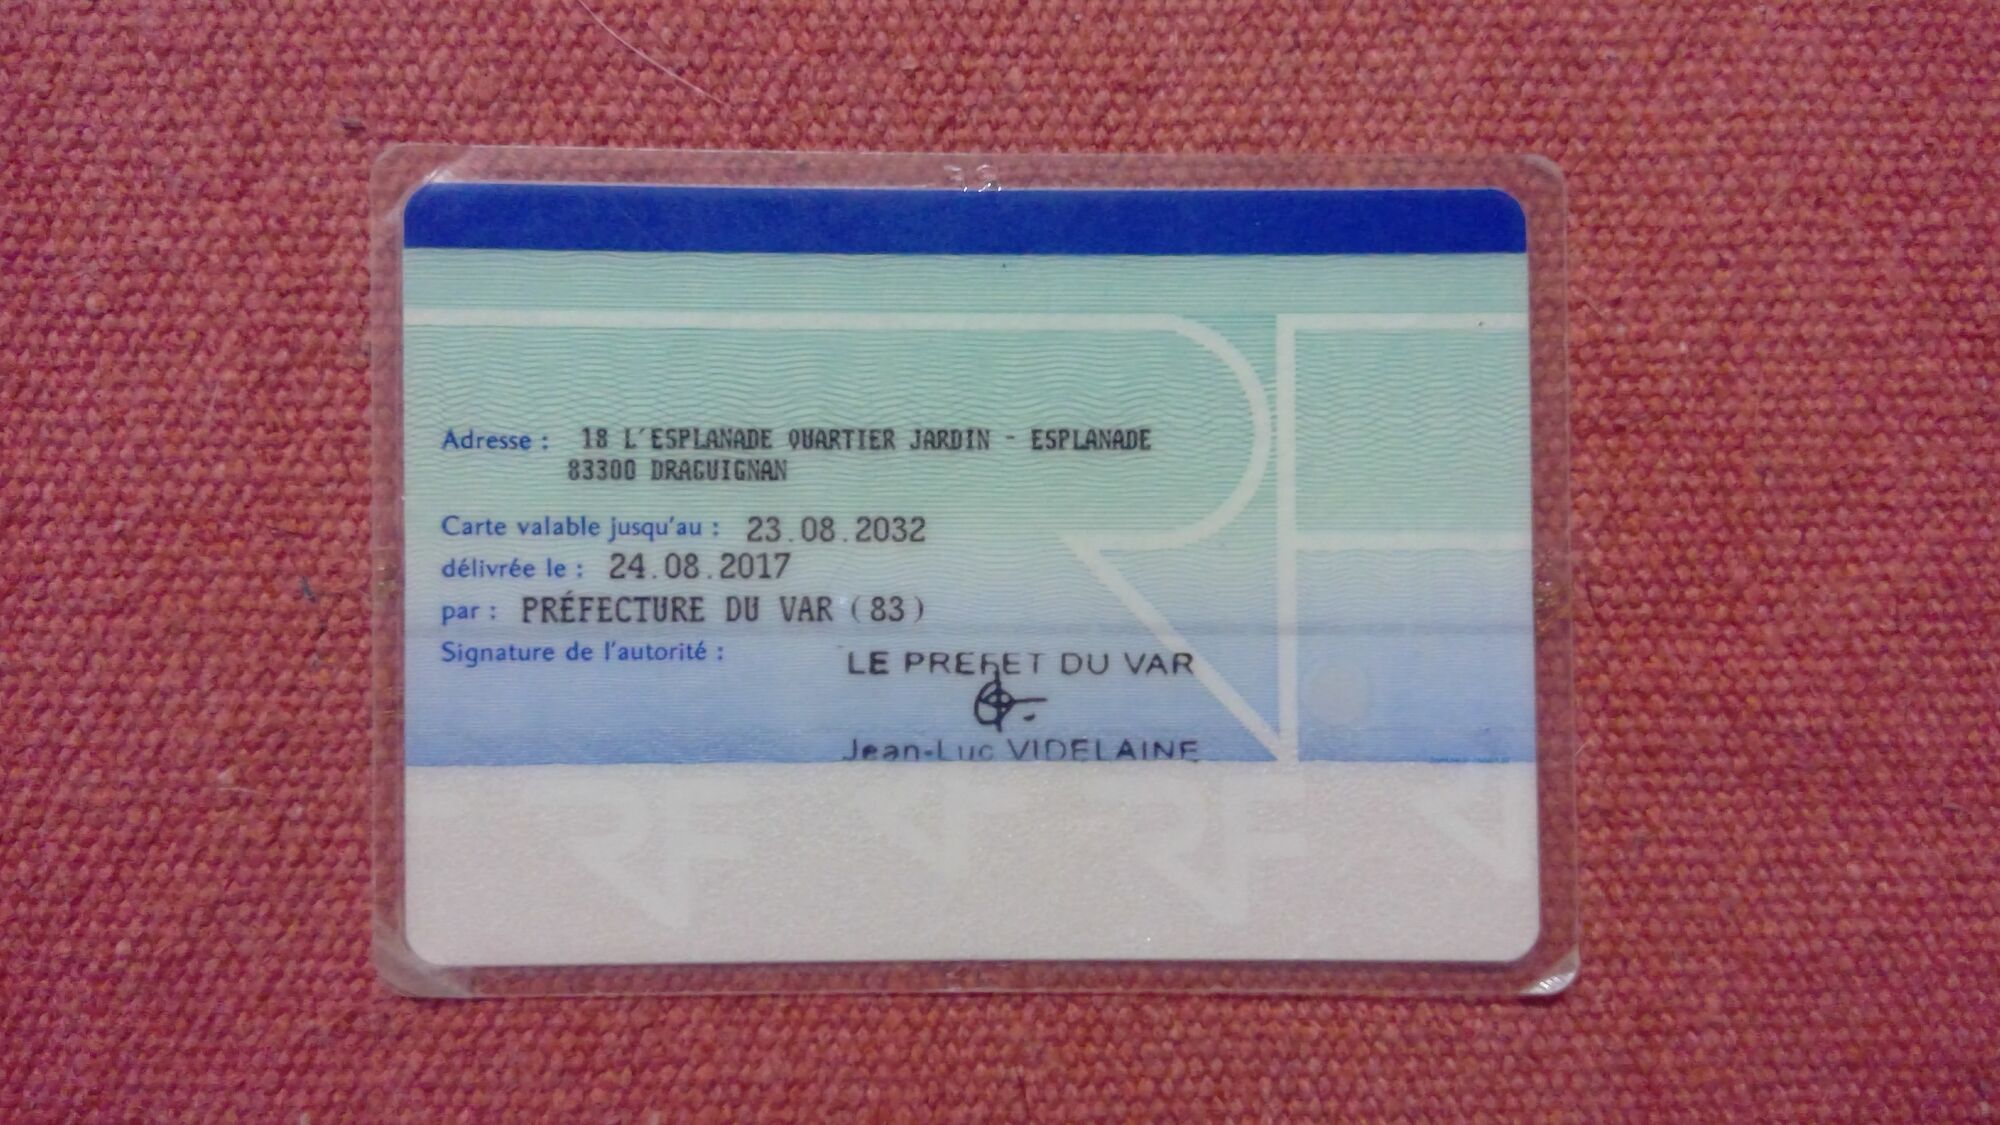 Adresse : 18 L'ESPLANADE QUARTIER JARDIN - ESPLANADE
83300 DRAGUIGNAN
Carte valable jusqu'au : 23.08.2032
délivrée le : 24.08.2017
par : PRÉFECTURE DU VAR (83)
Signature de l'autorité :
LE PREFET DU VAR
Jean-Luc VIDELAINE
RF